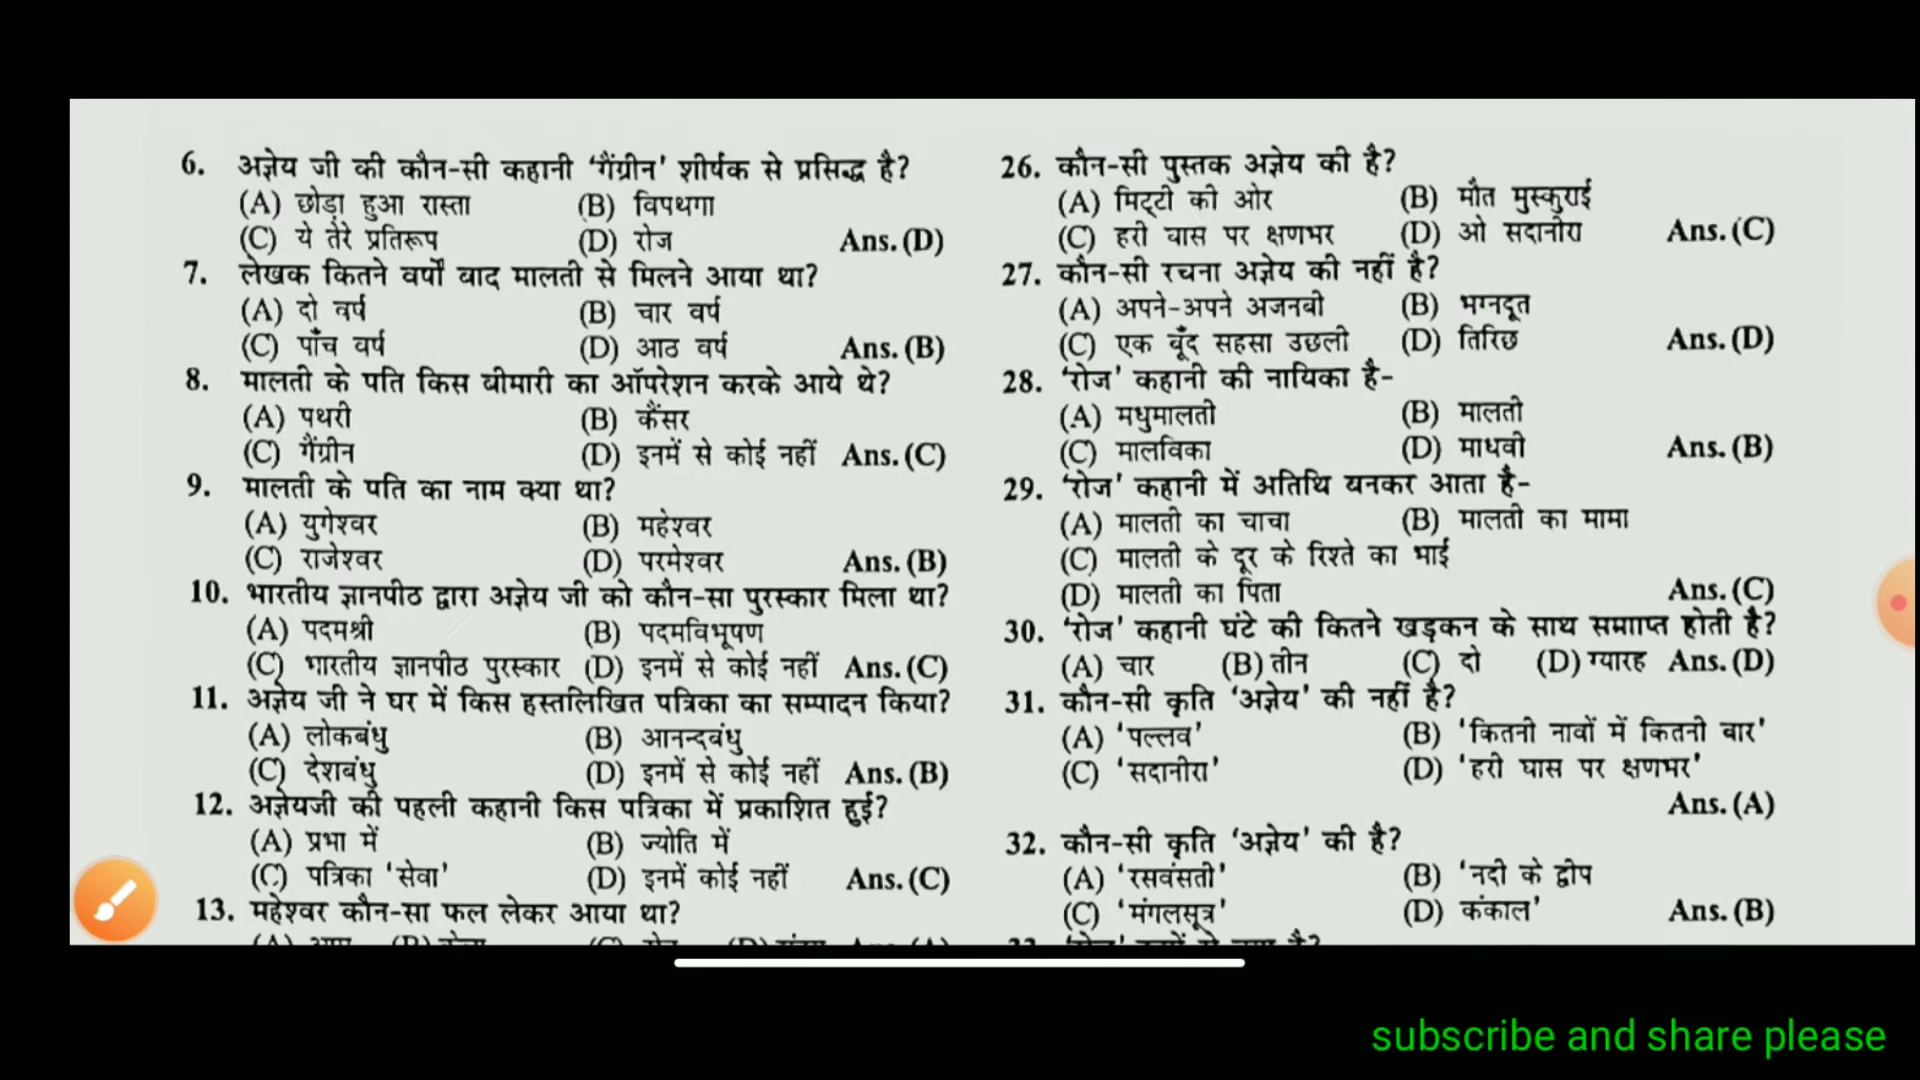 6. अज्ञेय जी की कौन-सी कहानी 'गैंग्रीन' शीर्षक से प्रसिद्ध है?
(A) छोड़ा हुआ रास्ता (B) विपथगा
(C) ये तेरे प्रतिरूप (D) रोज Ans. (D)
7. लेखक कितने वर्षों बाद मालती से मिलने आया था?
(A) दो वर्ष (B) चार वर्ष
(C) पाँच वर्ष (D) आठ वर्ष Ans. (B)
8. मालती के पति किस बीमारी का ऑपरेशन करके आये थे?
(A) पथरी (B) कैंसर
(C) गैंग्रीन (D) इनमें से कोई नहीं Ans. (C)
9. मालती के पति का नाम क्या था?
(A) युगेश्वर (B) महेश्वर
(C) राजेश्वर (D) परमेश्वर Ans. (B)
10. भारतीय ज्ञानपीठ द्वारा अज्ञेय जी को कौन-सा पुरस्कार मिला था?
(A) पदमश्री (B) पदमविभूषण
(C) भारतीय ज्ञानपीठ पुरस्कार (D) इनमें से कोई नहीं Ans. (C)
11. अज्ञेय जी ने घर में किस हस्तलिखित पत्रिका का सम्पादन किया?
(A) लोकबंधु (B) आनन्दबंधु
(C) देशबंधु (D) इनमें से कोई नहीं Ans. (B)
12. अज्ञेयजी की पहली कहानी किस पत्रिका में प्रकाशित हुई?
(A) प्रभा में (B) ज्योति में
(C) पत्रिका 'सेवा' (D) इनमें कोई नहीं Ans. (C)
13. महेश्वर कौन-सा फल लेकर आया था?
26. कौन-सी पुस्तक अज्ञेय की है?
(A) मिट्टी की ओर (B) मौत मुस्कुराई
(C) हरी घास पर क्षणभर (D) ओ सदानीरा Ans. (C)
27. कौन-सी रचना अज्ञेय की नहीं है?
(A) अपने-अपने अजनबी (B) भग्नदूत
(C) एक बूँद सहसा उछली (D) तिरिछ Ans. (D)
28. 'रोज' कहानी की नायिका है-
(A) मधुमालती (B) मालती
(C) मालविका (D) माधवी Ans. (B)
29. 'रोज' कहानी में अतिथि बनकर आता है-
(A) मालती का चाचा (B) मालती का मामा
(C) मालती के दूर के रिश्ते का भाई
(D) मालती का पिता Ans. (C)
30. 'रोज' कहानी घंटे की कितने खड़कन के साथ समााप्त होती है?
(A) चार (B) तीन (C) दो (D) ग्यारह Ans. (D)
31. कौन-सी कृति 'अज्ञेय' की नहीं है?
(A) 'पल्लव' (B) 'कितनी नावों में कितनी बार'
(C) 'सदानीरा' (D) 'हरी घास पर क्षणभर'
Ans. (A)
32. कौन-सी कृति 'अज्ञेय' की है?
(A) 'रसवंसती' (B) 'नदी के द्वीप
(C) 'मंगलसूत्र' (D) कंकाल' Ans. (B)
subscribe and share please